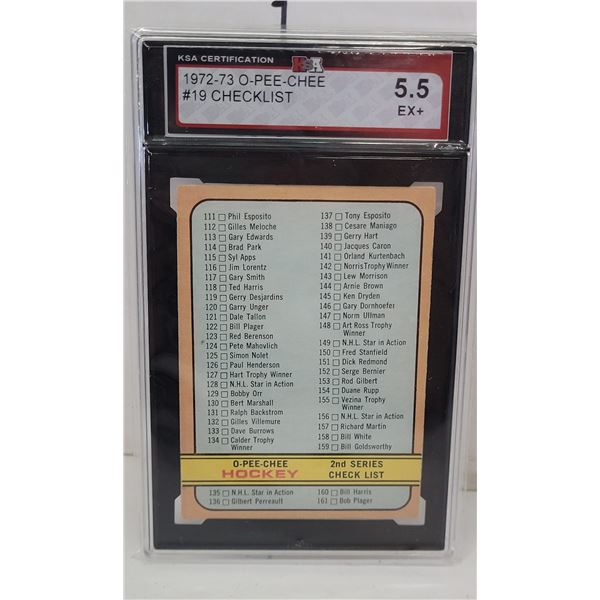 1
KSA CERTIFICATION
KSA
1972-73 O-PEE-CHEE
#19 CHECKLIST
5.5
EX+
111 Phil Esposito
112 Gilles Meloche
113 Gary Edwards
114 Brad Park
115 Syl Apps
116 Jim Lorentz
117 Gary Smith
118 Ted Harris
119 Gerry Desjardins
120 Garry Unger
121 Dale Tallon
122 Bill Plager
123 Red Berenson
124 Pete Mahovlich
125 Simon Nolet
126 Paul Henderson
127 Hart Trophy Winner
128 N.H.L. Star in Action
129 Bobby Orr
130 Bert Marshall
131 Ralph Backstrom
132 Gilles Villemure
133 Dave Burrows
134 Calder Trophy
Winner
137 Tony Esposito
138 Cesare Maniago
139 Gerry Hart
140 Jacques Caron
141 Orland Kurtenbach
142 Norris Trophy Winner
143 Lew Morrison
144 Arnie Brown
145 Ken Dryden
146 Gary Dornhoefer
147 Norm Ullman
148 Art Ross Trophy
Winner
149 N.H.L. Star in Action
150 Fred Stanfield
151 Dick Redmond
152 Serge Bernier
153 Rod Gilbert
154 Duane Rupp
155 Vezina Trophy
Winner
156 N.H.L. Star in Action
157 Richard Martin
158 Bill White
159 Bill Goldsworthy
O-PEE-CHEE
HOCKEY
2nd SERIES
CHECK LIST
135 N.H.L. Star in Action
136 Gilbert Perreault
160 Bill Harris
161 Bob Plager